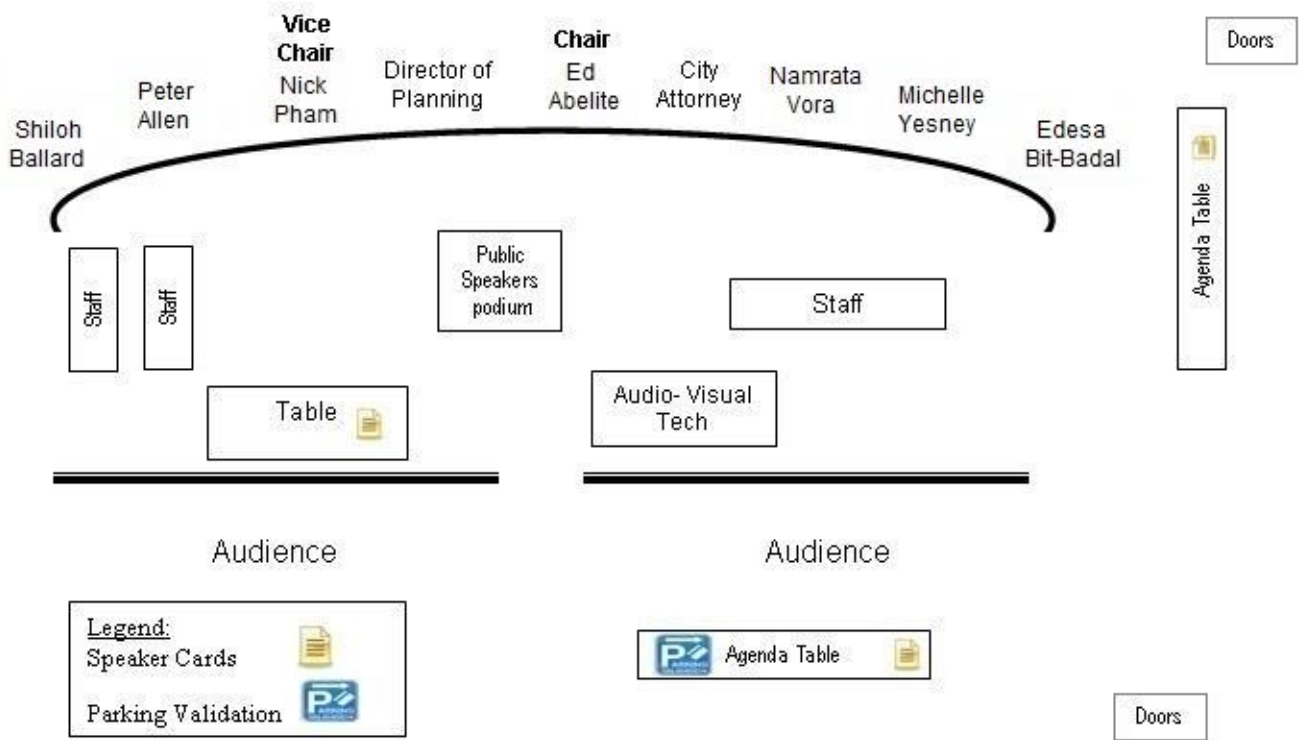 Vice
Chair
Nick
Pham
Director of
Planning
Chair
Ed
Abelite
City
Attorney
Namrata
Vora
Michelle
Yesney
Edesa
Bit-Badal
Peter
Allen
Shiloh
Ballard
Doors
Agenda Table
Staff
Staff
Public
Speakers
podium
Staff
Table
Audio- Visual
Tech
Audience
Audience
Legend:
Speaker Cards
Parking Validation
P
Agenda Table
P
Doors